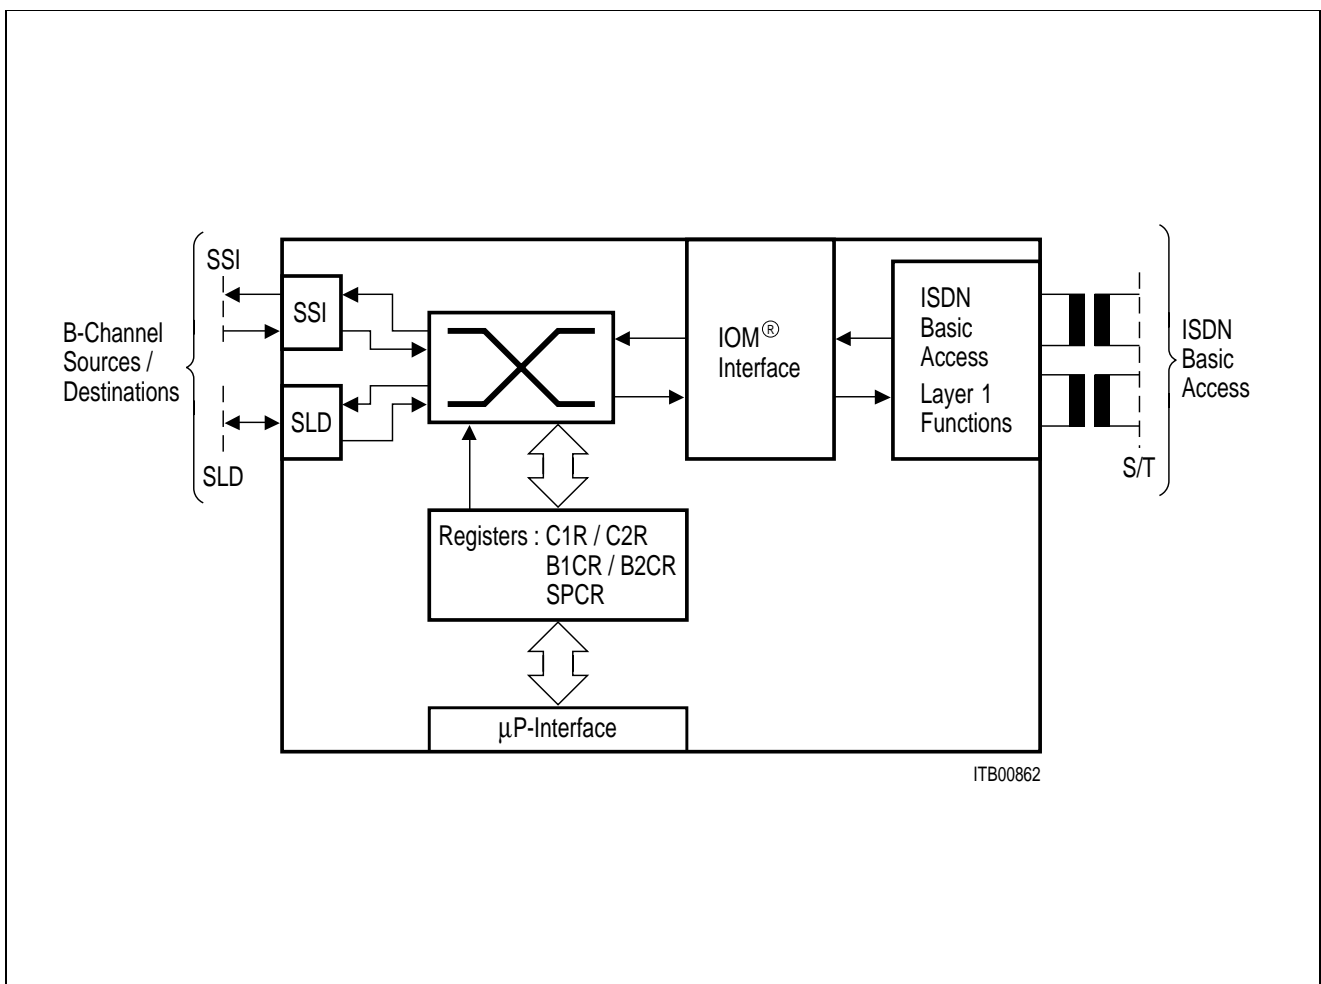 SSI
B-Channel
Sources /
Destinations
SLD
SSI
SLD
IOM®
Interface
ISDN
Basic
Access
Layer 1
Functions
S/T
ISDN
Basic
Access
Registers : C1R / C2R
B1CR / B2CR
SPCR
µP-Interface
ITB00862